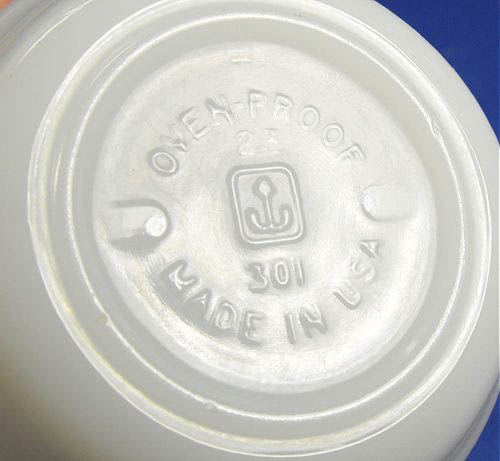 OVEN-PROOF
301
MADE IN USA